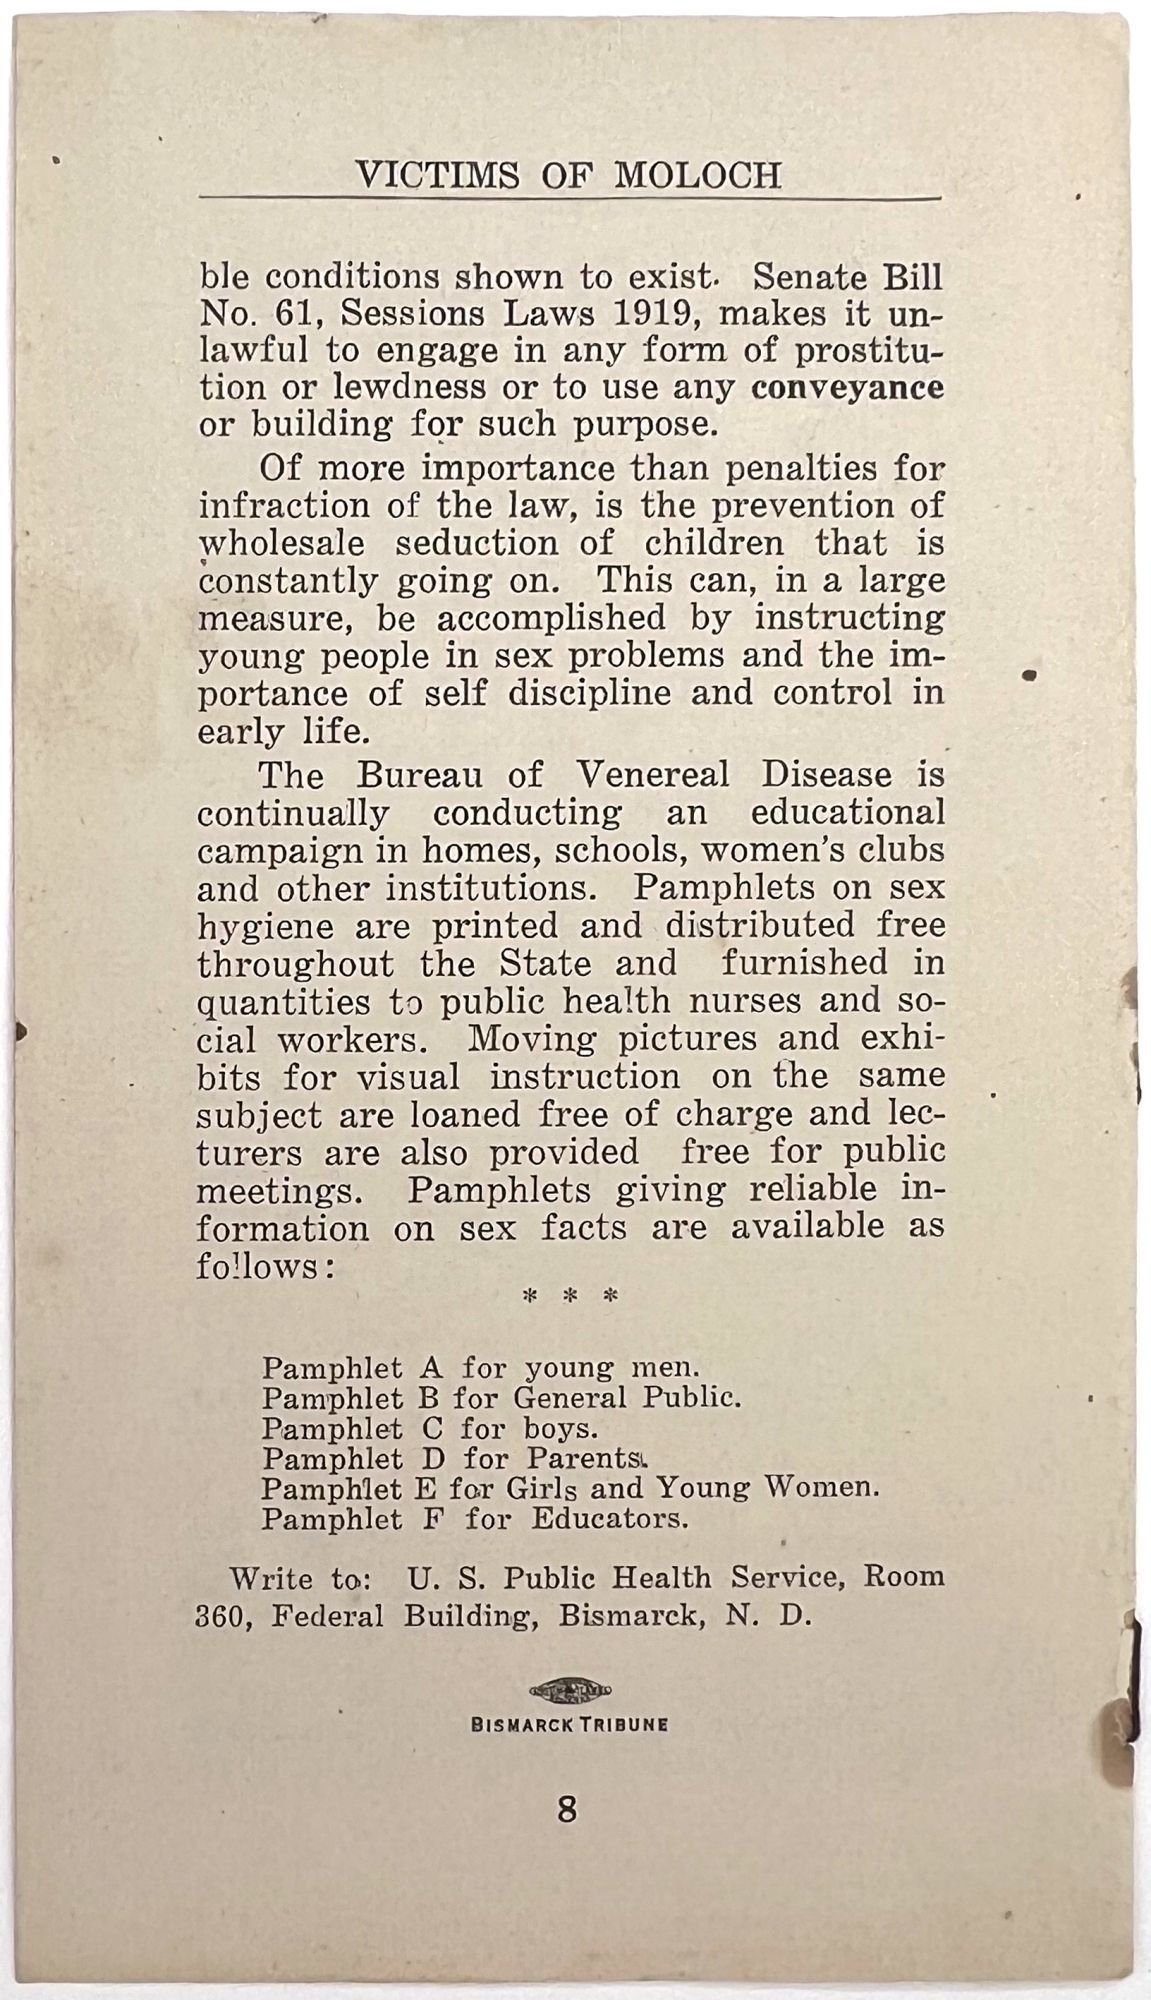 VICTIMS OF MOLOCH
ble conditions shown to exist. Senate Bill
No. 61, Sessions Laws 1919, makes it un-
lawful to engage in any form of prostitu-
tion or lewdness or to use any conveyance
or building for such purpose.
Of more importance than penalties for
infraction of the law, is the prevention of
wholesale seduction of children that is
constantly going on. This can, in a large
measure, be accomplished by instructing
young people in sex problems and the im-
portance of self discipline and control in
early life.
The Bureau of Venereal Disease is
continually conducting an educational
campaign in homes, schools, women's clubs
and other institutions. Pamphlets on sex
hygiene are printed and distributed free
throughout the State and furnished in
quantities to public health nurses and so-
cial workers. Moving pictures and exhi-
bits for visual instruction on the same
subject are loaned free of charge and lec-
turers are also provided free for public
meetings. Pamphlets giving reliable in-
formation on sex facts are available as
follows:
* * *
Pamphlet A for young men.
Pamphlet B for General Public.
Pamphlet C for boys.
Pamphlet D for Parents.
Pamphlet E for Girls and Young Women.
Pamphlet F for Educators.
Write to: U. S. Public Health Service, Room
360, Federal Building, Bismarck, N. D.
BISMARCK TRIBUNE
8